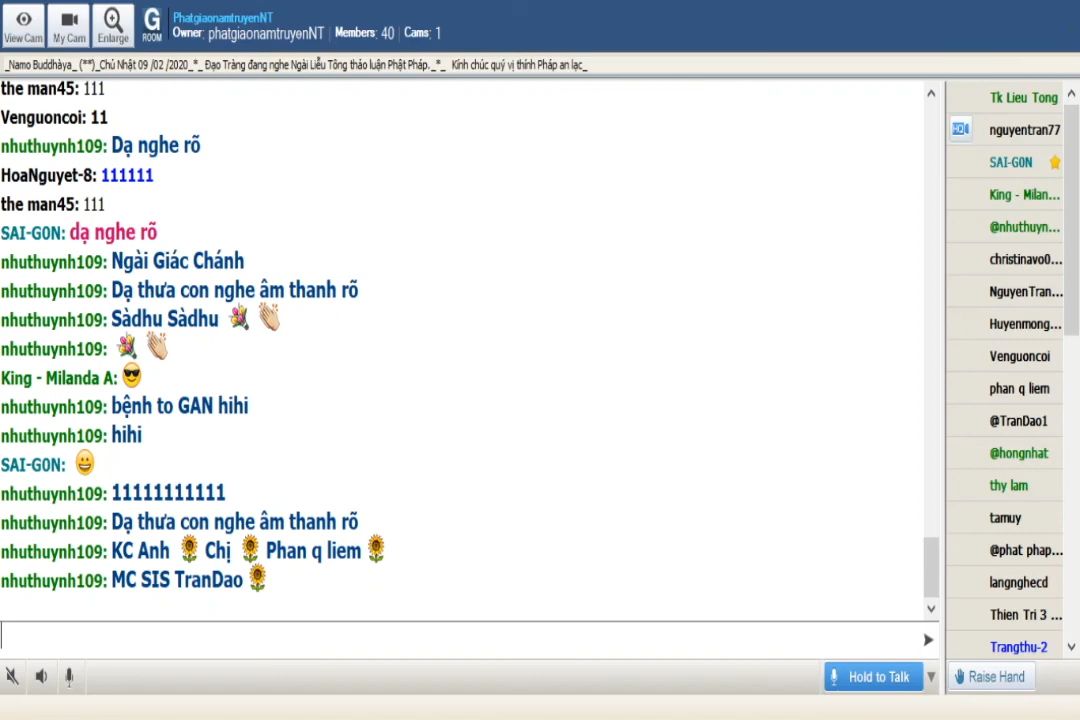 View Cam My Cam Enlarge G ROOM
PhatgiaonamtruyenNT
Owner: phatgiaonamtruyenNT Members: 40 Cams: 1
_Namo Buddhàya_ (**)_Chủ Nhật 09 /02 /2020_*_ Đạo Tràng đang nghe Ngài Liễu Tông thảo luận Phật Pháp._*_ Kính chúc quý vị thính Pháp an lạc_
the man45: 111
Venguoncoi: 11
nhuthuynh109: Dạ nghe rõ
HoaNguyet-8: 111111
the man45: 111
SAI-G0N: dạ nghe rõ
nhuthuynh109: Ngài Giác Chánh
nhuthuynh109: Dạ thưa con nghe âm thanh rõ
nhuthuynh109: Sàdhu Sàdhu 💐 👏
nhuthuynh109: 💐 👏
King - Milanda A: 😎
nhuthuynh109: bệnh to GAN hihi
nhuthuynh109: hihi
SAI-G0N: 😀
nhuthuynh109: 11111111111
nhuthuynh109: Dạ thưa con nghe âm thanh rõ
nhuthuynh109: KC Anh 🌻 Chị 🌻 Phan q liem 🌻
nhuthuynh109: MC SIS TranDao 🌻
Tk Lieu Tong
HD nguyentran77
SAI-G0N
King - Milan...
@nhuthuyn...
christinavo0...
NguyenTran...
Huyenmong...
Venguoncoi
phan q liem
@TranDao1
@hongnhat
thy lam
tamuy
@phat phap...
langnghecd
Thien Tri 3 ...
Trangthu-2
Hold to Talk
Raise Hand